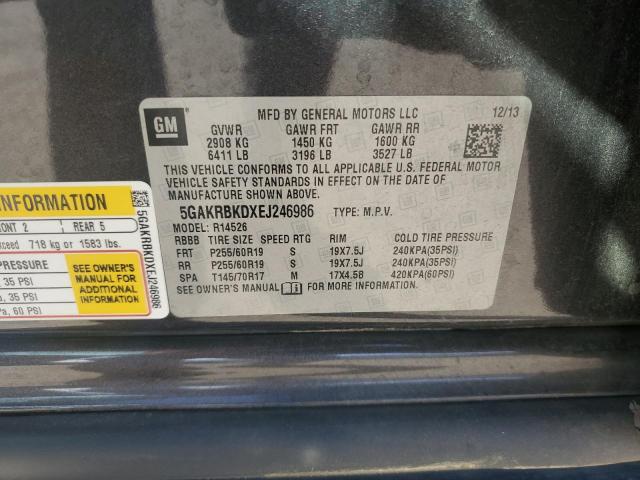 GM
MFD BY GENERAL MOTORS LLC 12/13
GVWR GAWR FRT GAWR RR
2908 KG 1450 KG 1600 KG
6411 LB 3196 LB 3527 LB
THIS VEHICLE CONFORMS TO ALL APPLICABLE U.S. FEDERAL MOTOR
VEHICLE SAFETY STANDARDS IN EFFECT ON THE DATE OF
MANUFACTURE SHOWN ABOVE.
5GAKRBKDXEJ246986 TYPE: M.P.V.
R14526
RBBB TIRE SIZE SPEED RTG RIM COLD TIRE PRESSURE
FRT P255/60R19 S 19X7.5J 240KPA(35PSI)
RR P255/60R19 S 19X7.5J 240KPA(35PSI)
SPA T145/70R17 M 17X4.5B 420KPA(60PSI)
SEE OWNER'S MANUAL FOR MORE INFORMATION.
INFORMATION
ONT 2 REAR 5
xceed 718 kg or 1583 lbs.
PRESSURE
, 35 PSI
a, 35 PSI
Pa, 60 PSI
SEE OWNER'S
MANUAL FOR
ADDITIONAL
INFORMATION
5GAKRBKDXEJ246986